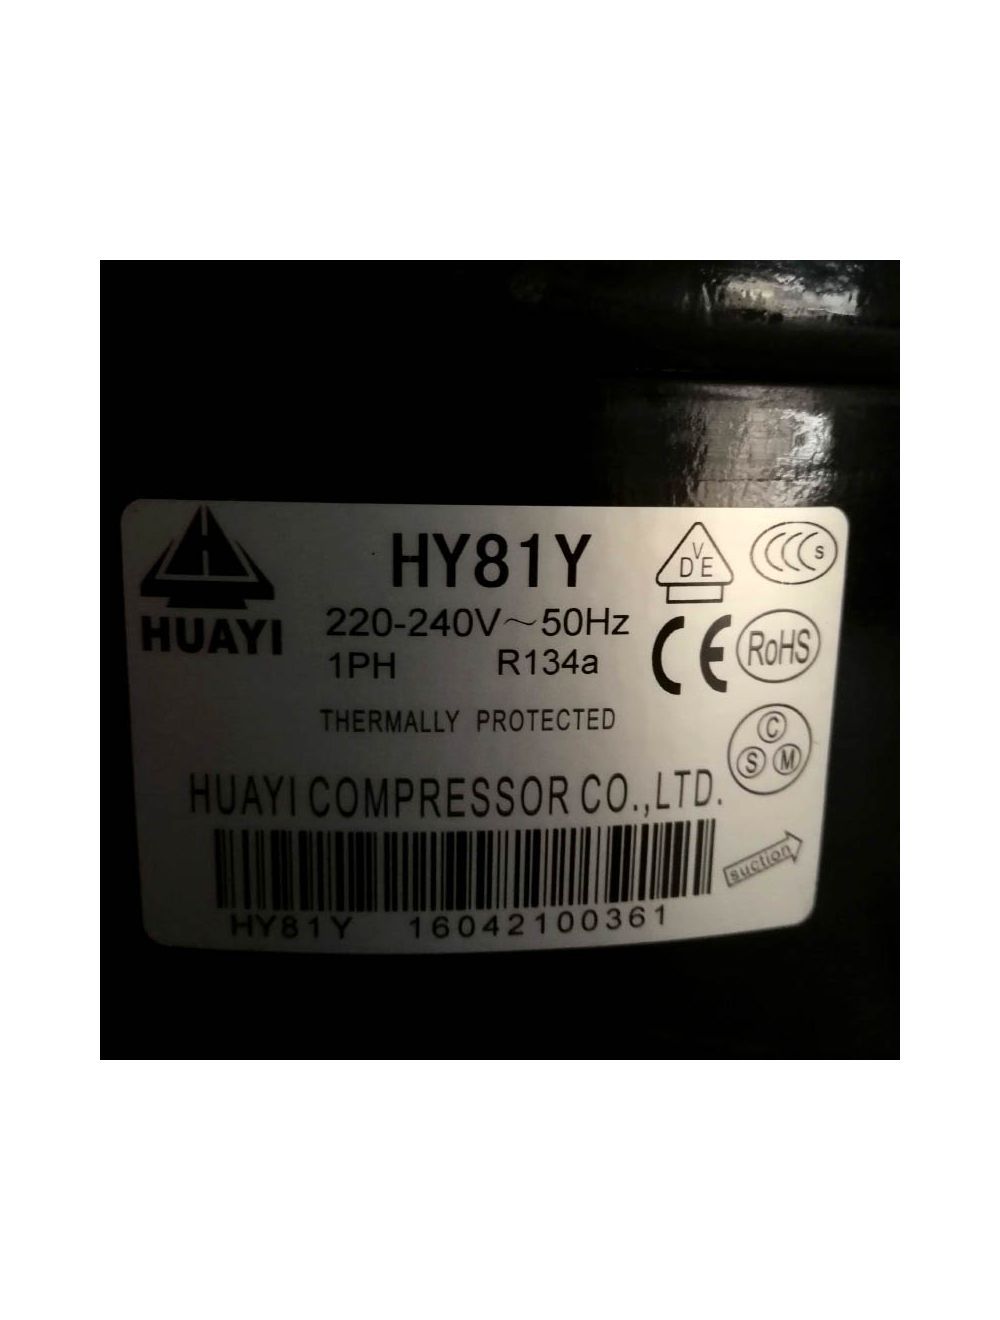 HUAYI
HY81Y
220-240V～50Hz
1PH R134a
THERMALLY PROTECTED
VDE
CCC S
CE
RoHS
C
S M
HUAYI COMPRESSOR CO.,LTD.
suction
HY81Y 16042100361